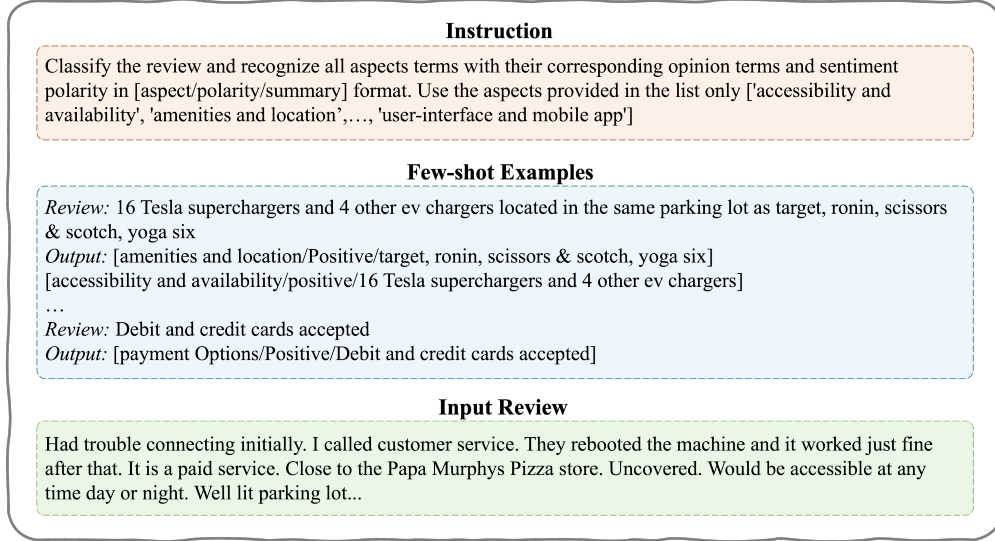 Instruction
Classify the review and recognize all aspects terms with their corresponding opinion terms and sentiment
polarity in [aspect/polarity/summary] format. Use the aspects provided in the list only ['accessibility and
availability', 'amenities and location’,…, 'user-interface and mobile app']
Few-shot Examples
Review: 16 Tesla superchargers and 4 other ev chargers located in the same parking lot as target, ronin, scissors
& scotch, yoga six
Output: [amenities and location/Positive/target, ronin, scissors & scotch, yoga six]
[accessibility and availability/positive/16 Tesla superchargers and 4 other ev chargers]
…
Review: Debit and credit cards accepted
Output: [payment Options/Positive/Debit and credit cards accepted]
Input Review
Had trouble connecting initially. I called customer service. They rebooted the machine and it worked just fine
after that. It is a paid service. Close to the Papa Murphys Pizza store. Uncovered. Would be accessible at any
time day or night. Well lit parking lot...